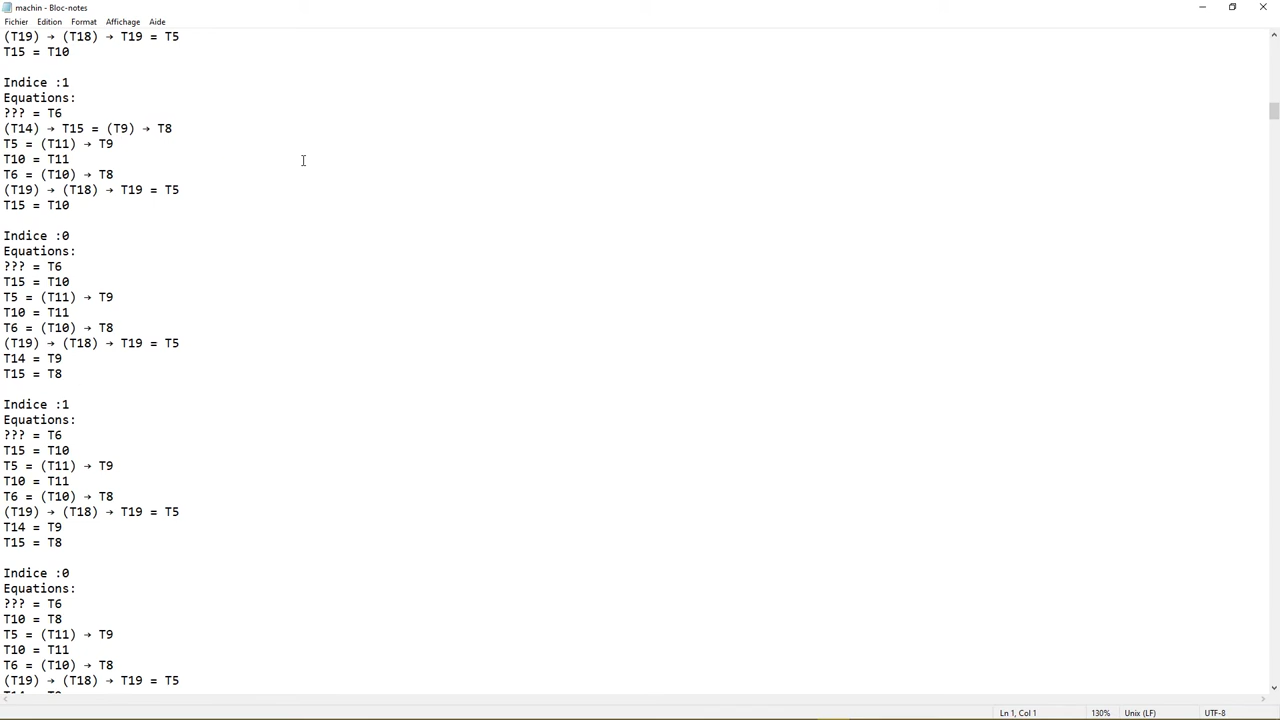 machin - Bloc-notes
Fichier Edition Format Affichage Aide
(T19) → (T18) → T19 = T5
T15 = T10
Indice :1
Equations:
??? = T6
(T14) → T15 = (T9) → T8
T5 = (T11) → T9
T10 = T11
T6 = (T10) → T8
(T19) → (T18) → T19 = T5
T15 = T10
Indice :0
Equations:
??? = T6
T15 = T10
T5 = (T11) → T9
T10 = T11
T6 = (T10) → T8
(T19) → (T18) → T19 = T5
T14 = T9
T15 = T8
Indice :1
Equations:
??? = T6
T15 = T10
T5 = (T11) → T9
T10 = T11
T6 = (T10) → T8
(T19) → (T18) → T19 = T5
T14 = T9
T15 = T8
Indice :0
Equations:
??? = T6
T10 = T8
T5 = (T11) → T9
T10 = T11
T6 = (T10) → T8
(T19) → (T18) → T19 = T5
Ln 1, Col 1 130% Unix (LF) UTF-8